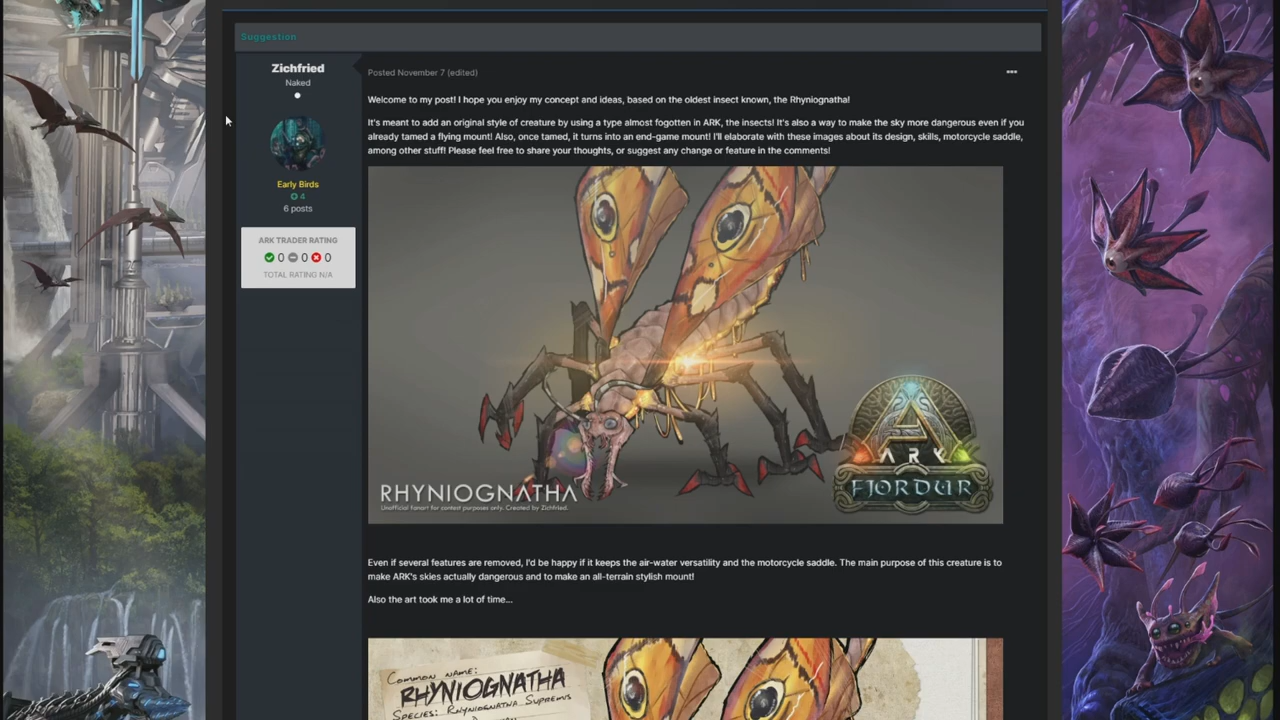 Suggestion
Zichfried
Naked
Early Birds
4
6 posts
ARK TRADER RATING
0 0 0
TOTAL RATING N/A
Posted November 7 (edited)
Welcome to my post! I hope you enjoy my concept and ideas, based on the oldest insect known, the Rhyniognatha!
It's meant to add an original style of creature by using a type almost fogotten in ARK, the insects! It's also a way to make the sky more dangerous even if you
already tamed a flying mount! Also, once tamed, it turns into an end-game mount! I'll elaborate with these images about its design, skills, motorcycle saddle,
among other stuff! Please feel free to share your thoughts, or suggest any change or feature in the comments!
RHYNIOGNATHA
Unofficial fanart for contest purposes only. Created by Zichfried.
ARK
FJORDUR
Even if several features are removed, I'd be happy if it keeps the air-water versatility and the motorcycle saddle. The main purpose of this creature is to
make ARK's skies actually dangerous and to make an all-terrain stylish mount!
Also the art took me a lot of time...
COMMON NAME:
RHYNIOGNATHA
SPECIES: RHYNIOGNATHA SUPREMUS